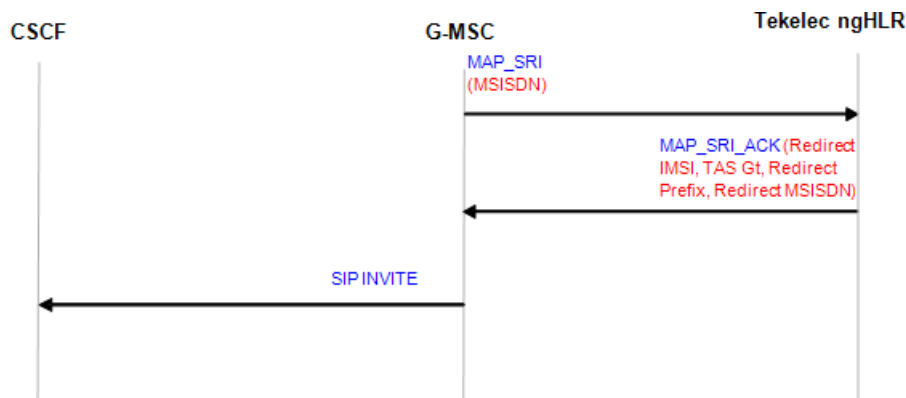 CSCF
G-MSC
Tekelec ngHLR
MAP_SRI
(MSISDN)
MAP_SRI_ACK (Redirect
IMSI, TAS Gt, Redirect
Prefix, Redirect MSISDN)
SIP INVITE